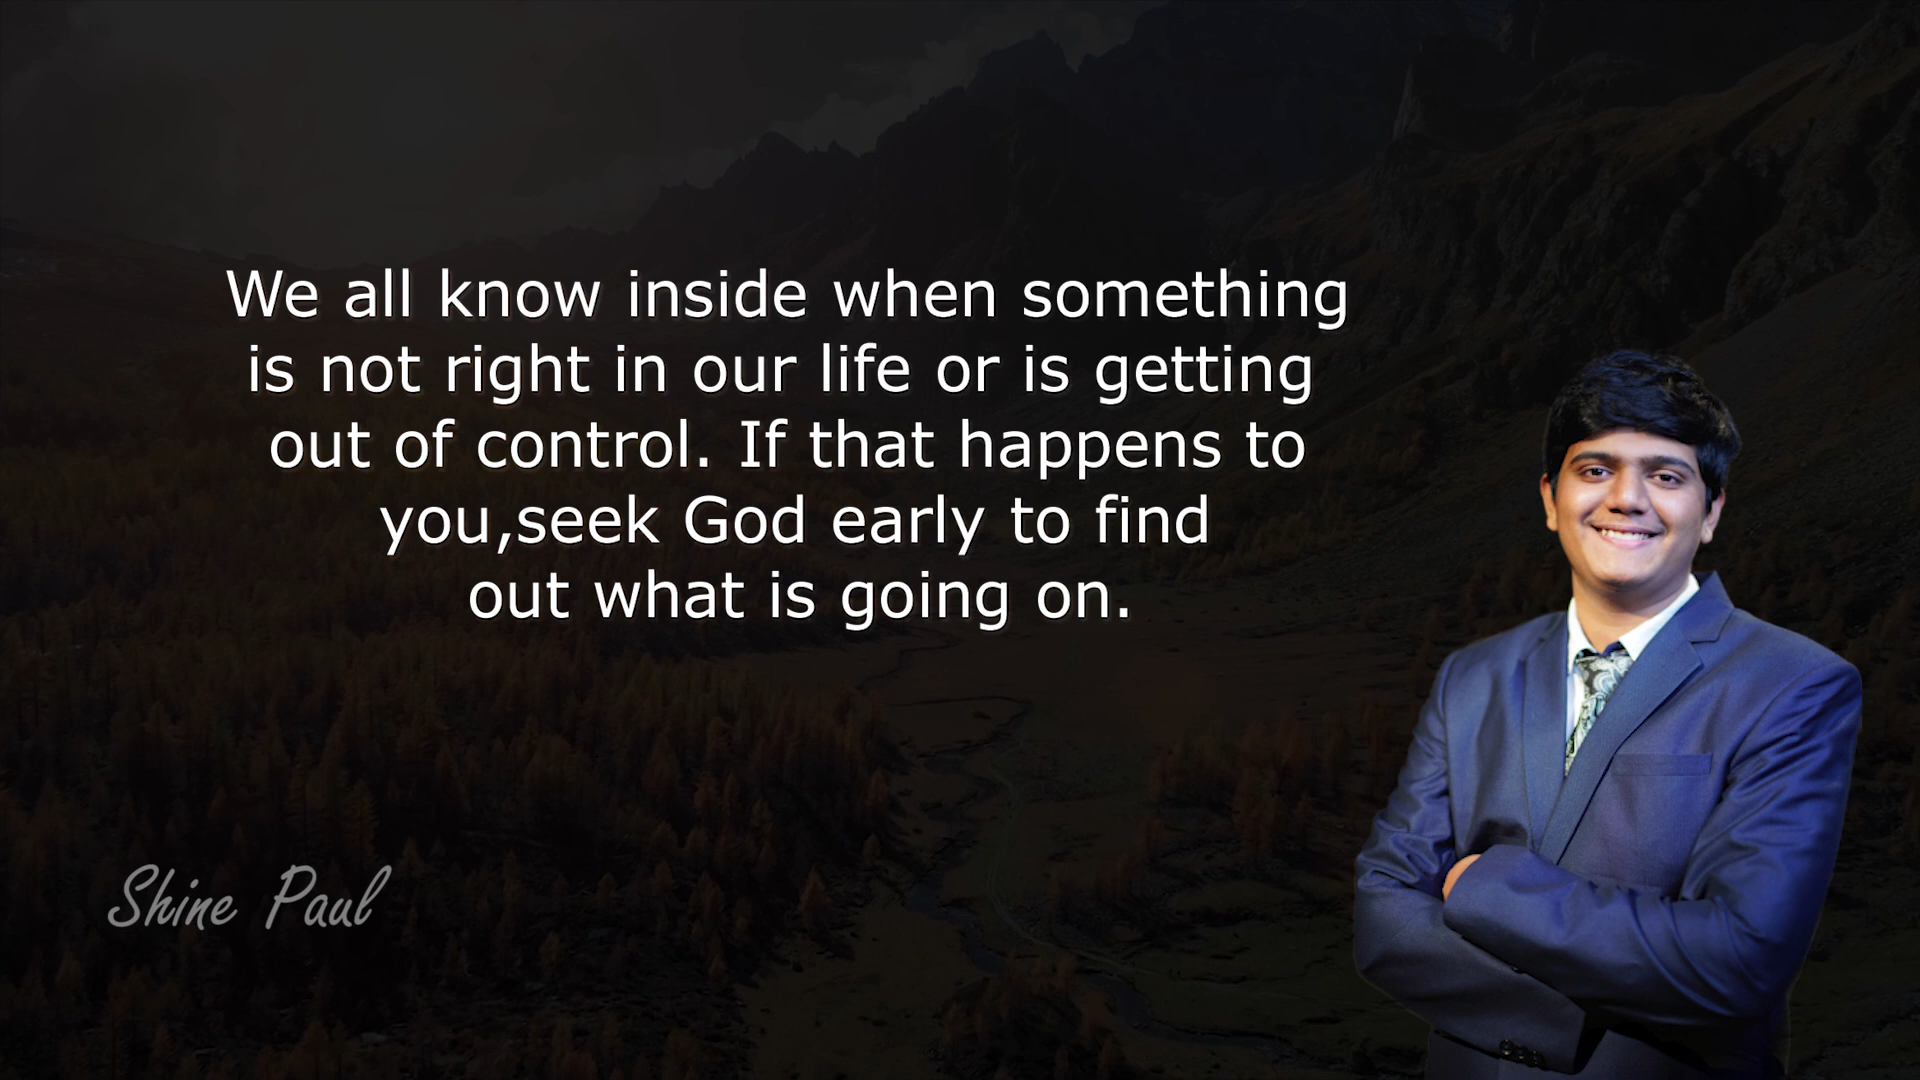 We all know inside when something
is not right in our life or is getting
out of control. If that happens to
you,seek God early to find
out what is going on.
Shine Paul